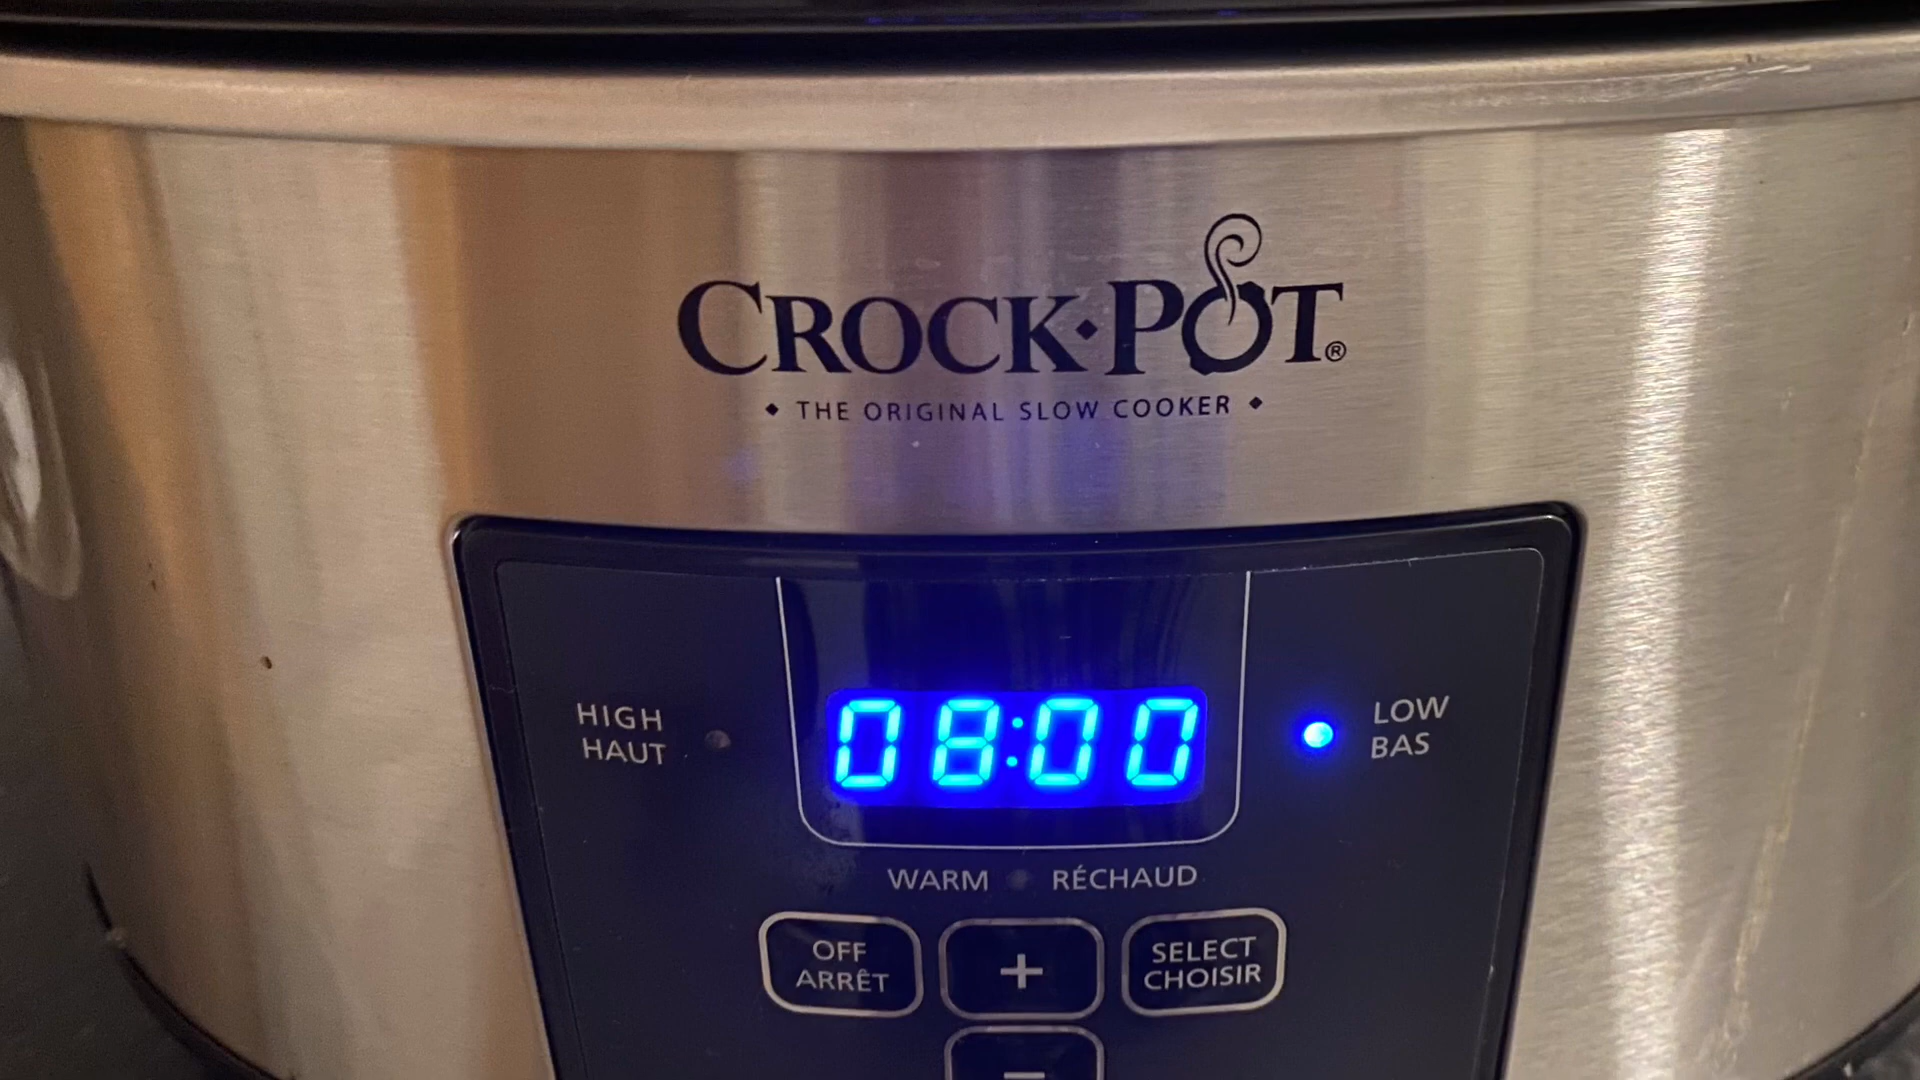 CROCK·POT®
◆ THE ORIGINAL SLOW COOKER ◆
HIGH
HAUT
08:00
LOW
BAS
WARM RÉCHAUD
OFF
ARRÊT
+
SELECT
CHOISIR
−